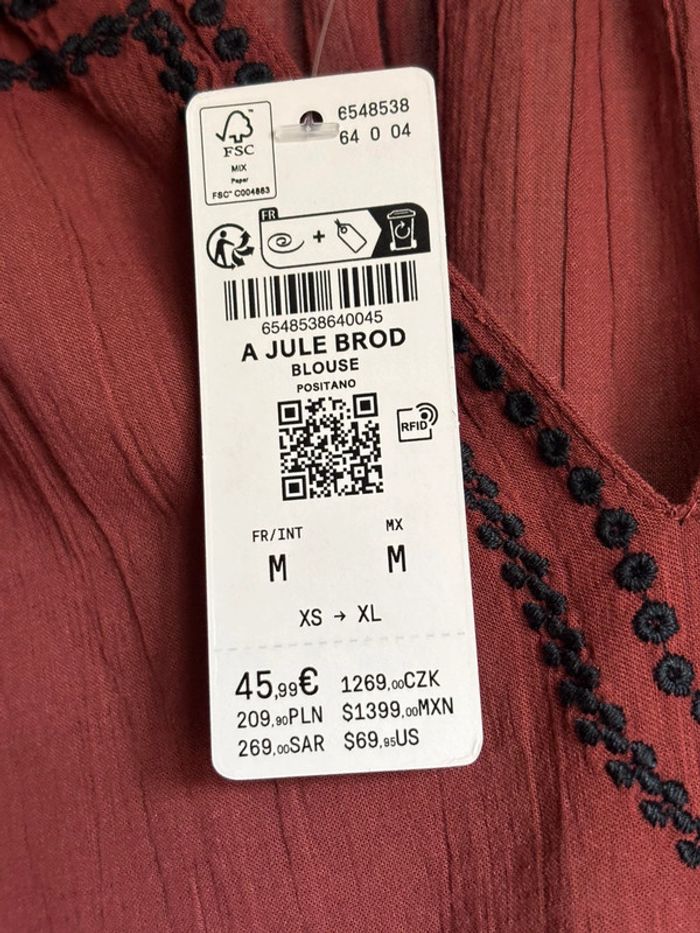 FSC
MIX
Paper
FSC™ C004863
6548538
64 0 04
FR
+
6548538640045
A JULE BROD
BLOUSE
POSITANO
RFID
FR/INT
M
MX
M
XS → XL
45,99€ 1269,00CZK
209,90PLN $1399,00MXN
269,00SAR $69,95US